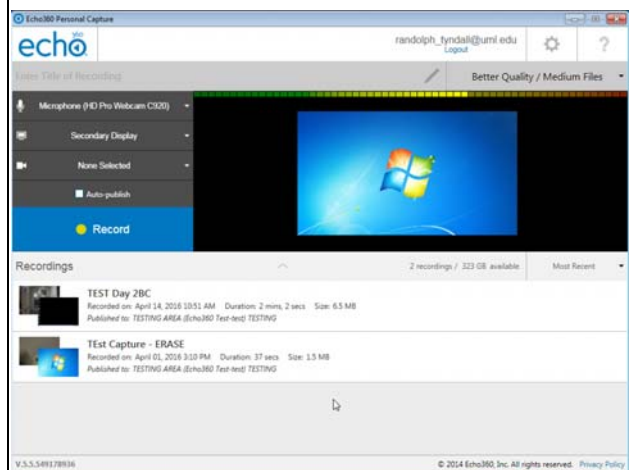 Echo360 Personal Capture
echo360
randolph_tyndall@uml.edu
Logout
?
Enter Title of Recording
Better Quality / Medium Files
Microphone (HD Pro Webcam C920)
Secondary Display
None Selected
Auto-publish
Record
Recordings
2 recordings / 323 GB available
Most Recent
TEST Day 2BC
Recorded on: April 14, 2016 10:51 AM Duration: 2 mins, 2 secs Size: 6.5 MB
Published to: TESTING AREA (Echo360 Test-test) TESTING
TEst Capture - ERASE
Recorded on: April 01, 2016 3:10 PM Duration: 37 secs Size: 1.5 MB
Published to: TESTING AREA (Echo360 Test-test) TESTING
V.5.5.549178936
© 2014 Echo360, Inc. All rights reserved. Privacy Policy